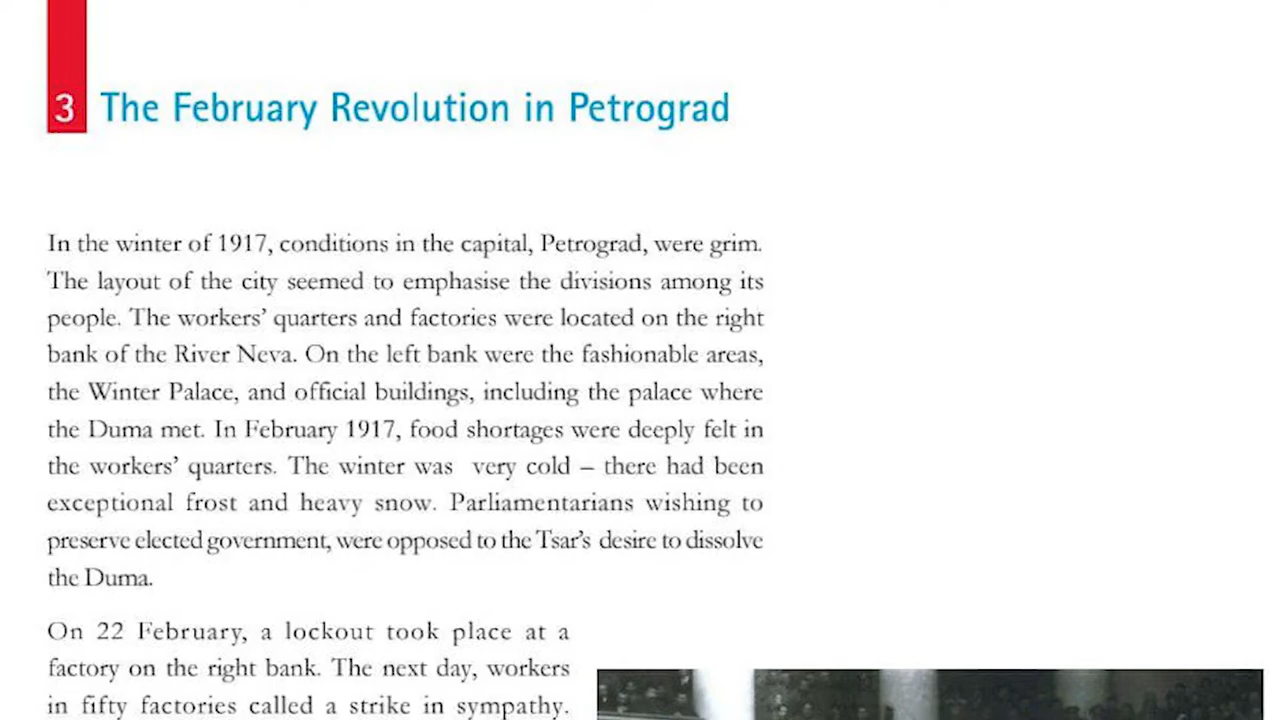 3 The February Revolution in Petrograd
In the winter of 1917, conditions in the capital, Petrograd, were grim.
The layout of the city seemed to emphasise the divisions among its
people. The workers’ quarters and factories were located on the right
bank of the River Neva. On the left bank were the fashionable areas,
the Winter Palace, and official buildings, including the palace where
the Duma met. In February 1917, food shortages were deeply felt in
the workers’ quarters. The winter was very cold – there had been
exceptional frost and heavy snow. Parliamentarians wishing to
preserve elected government, were opposed to the Tsar’s desire to dissolve
the Duma.
On 22 February, a lockout took place at a
factory on the right bank. The next day, workers
in fifty factories called a strike in sympathy.